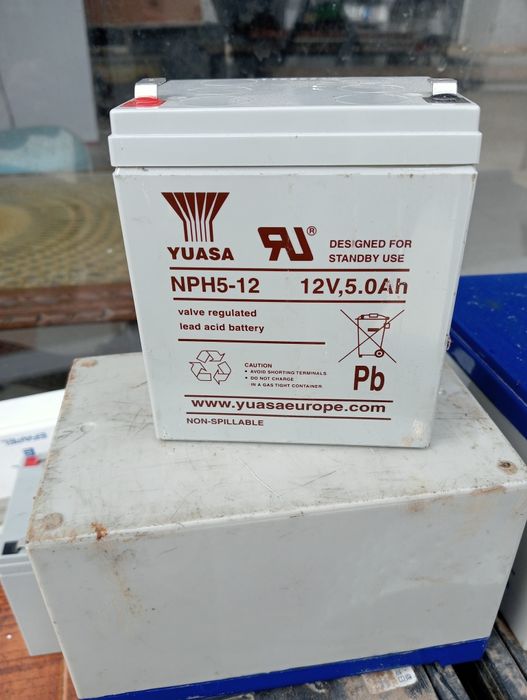 YUASA
RU®
DESIGNED FOR
STANDBY USE
NPH5-12 12V,5.0Ah
valve regulated
lead acid battery
CAUTION
• AVOID SHORTING TERMINALS
• DO NOT CHARGE
IN A GAS TIGHT CONTAINER
Pb
www.yuasaeurope.com
NON-SPILLABLE